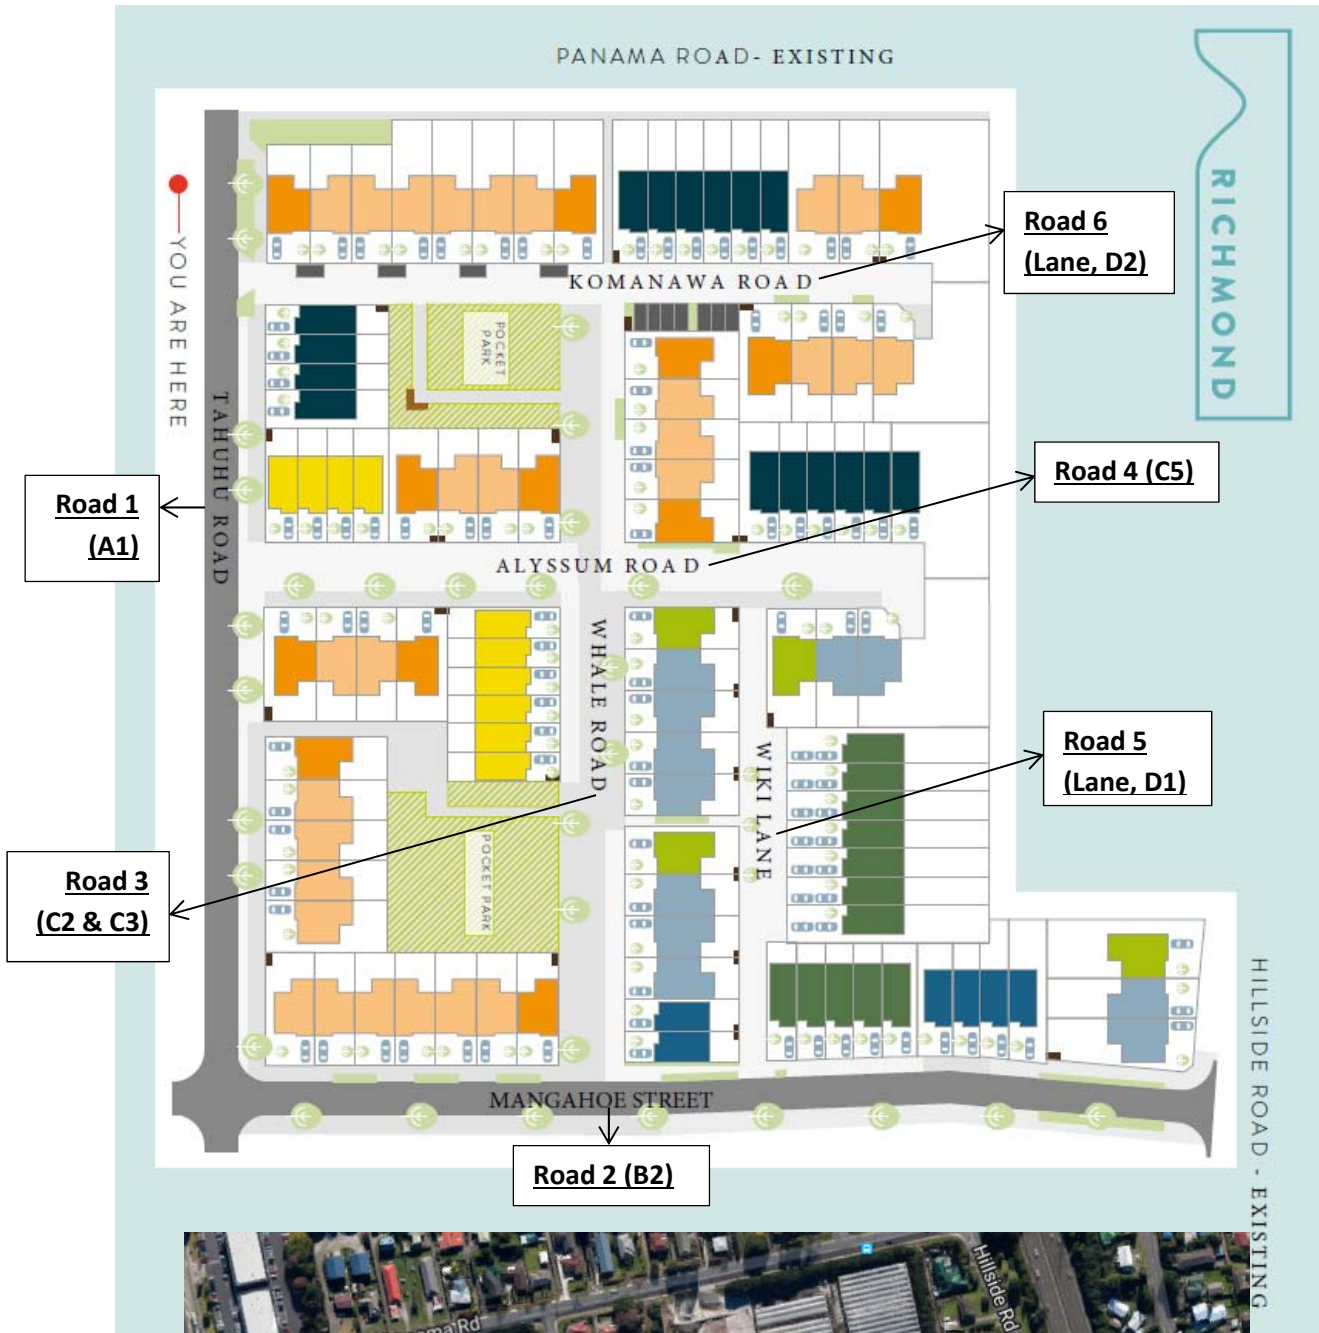 PANAMA ROAD- EXISTING
RICHMOND
YOU ARE HERE
Road 6
(Lane, D2)
KOMANAWA ROAD
POCKET
PARK
TAHUHU ROAD
Road 4 (C5)
Road 1
(A1)
ALYSSUM ROAD
WHALE ROAD
WIKI LANE
Road 5
(Lane, D1)
Road 3
(C2 & C3)
POCKET PARK
MANGAHOE STREET
Road 2 (B2)
HILLSIDE ROAD - EXISTING
Hillside Rd
ama Rd